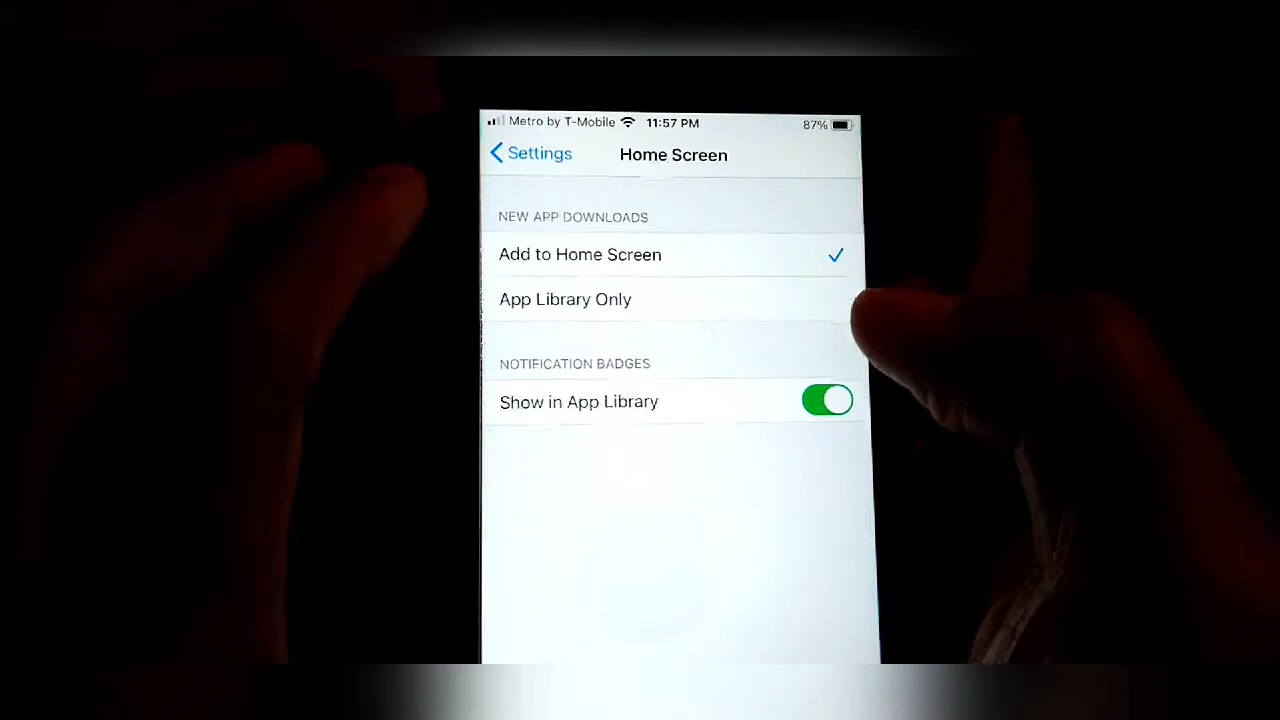 Metro by T-Mobile 11:57 PM 87%
Settings Home Screen
NEW APP DOWNLOADS
Add to Home Screen
App Library Only
NOTIFICATION BADGES
Show in App Library